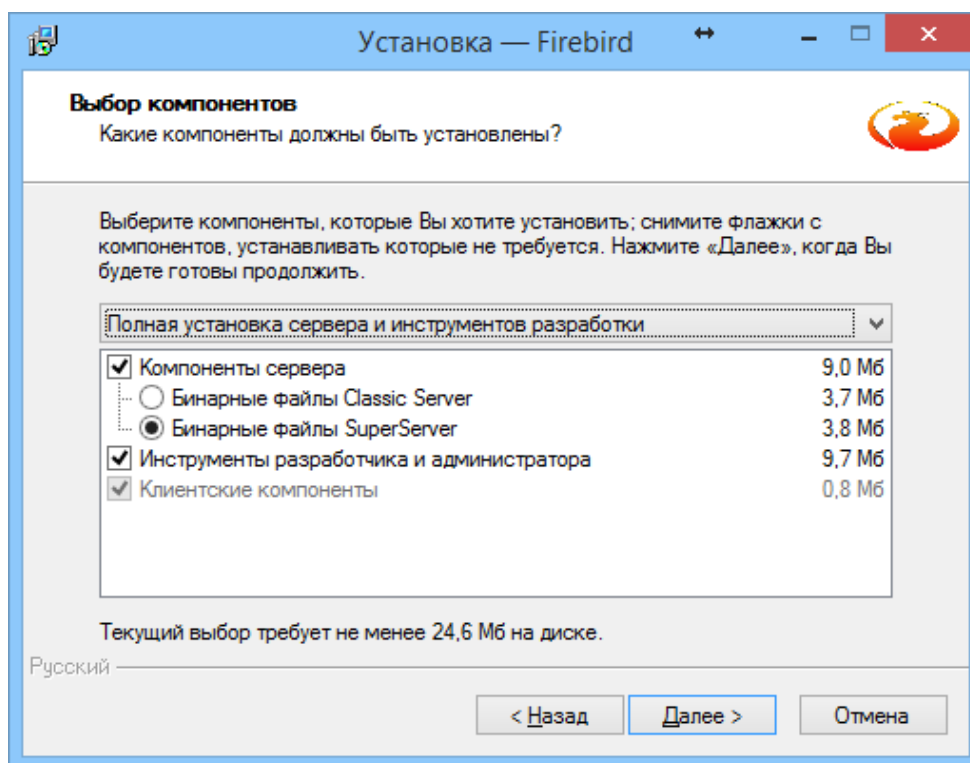 Установка — Firebird
Выбор компонентов
Какие компоненты должны быть установлены?
Выберите компоненты, которые Вы хотите установить; снимите флажки с
компонентов, устанавливать которые не требуется. Нажмите «Далее», когда Вы
будете готовы продолжить.
Полная установка сервера и инструментов разработки
Компоненты сервера 9,0 Мб
Бинарные файлы Classic Server 3,7 Мб
Бинарные файлы SuperServer 3,8 Мб
Инструменты разработчика и администратора 9,7 Мб
Клиентские компоненты 0,8 Мб
Текущий выбор требует не менее 24,6 Мб на диске.
Русский
< Назад Далее > Отмена